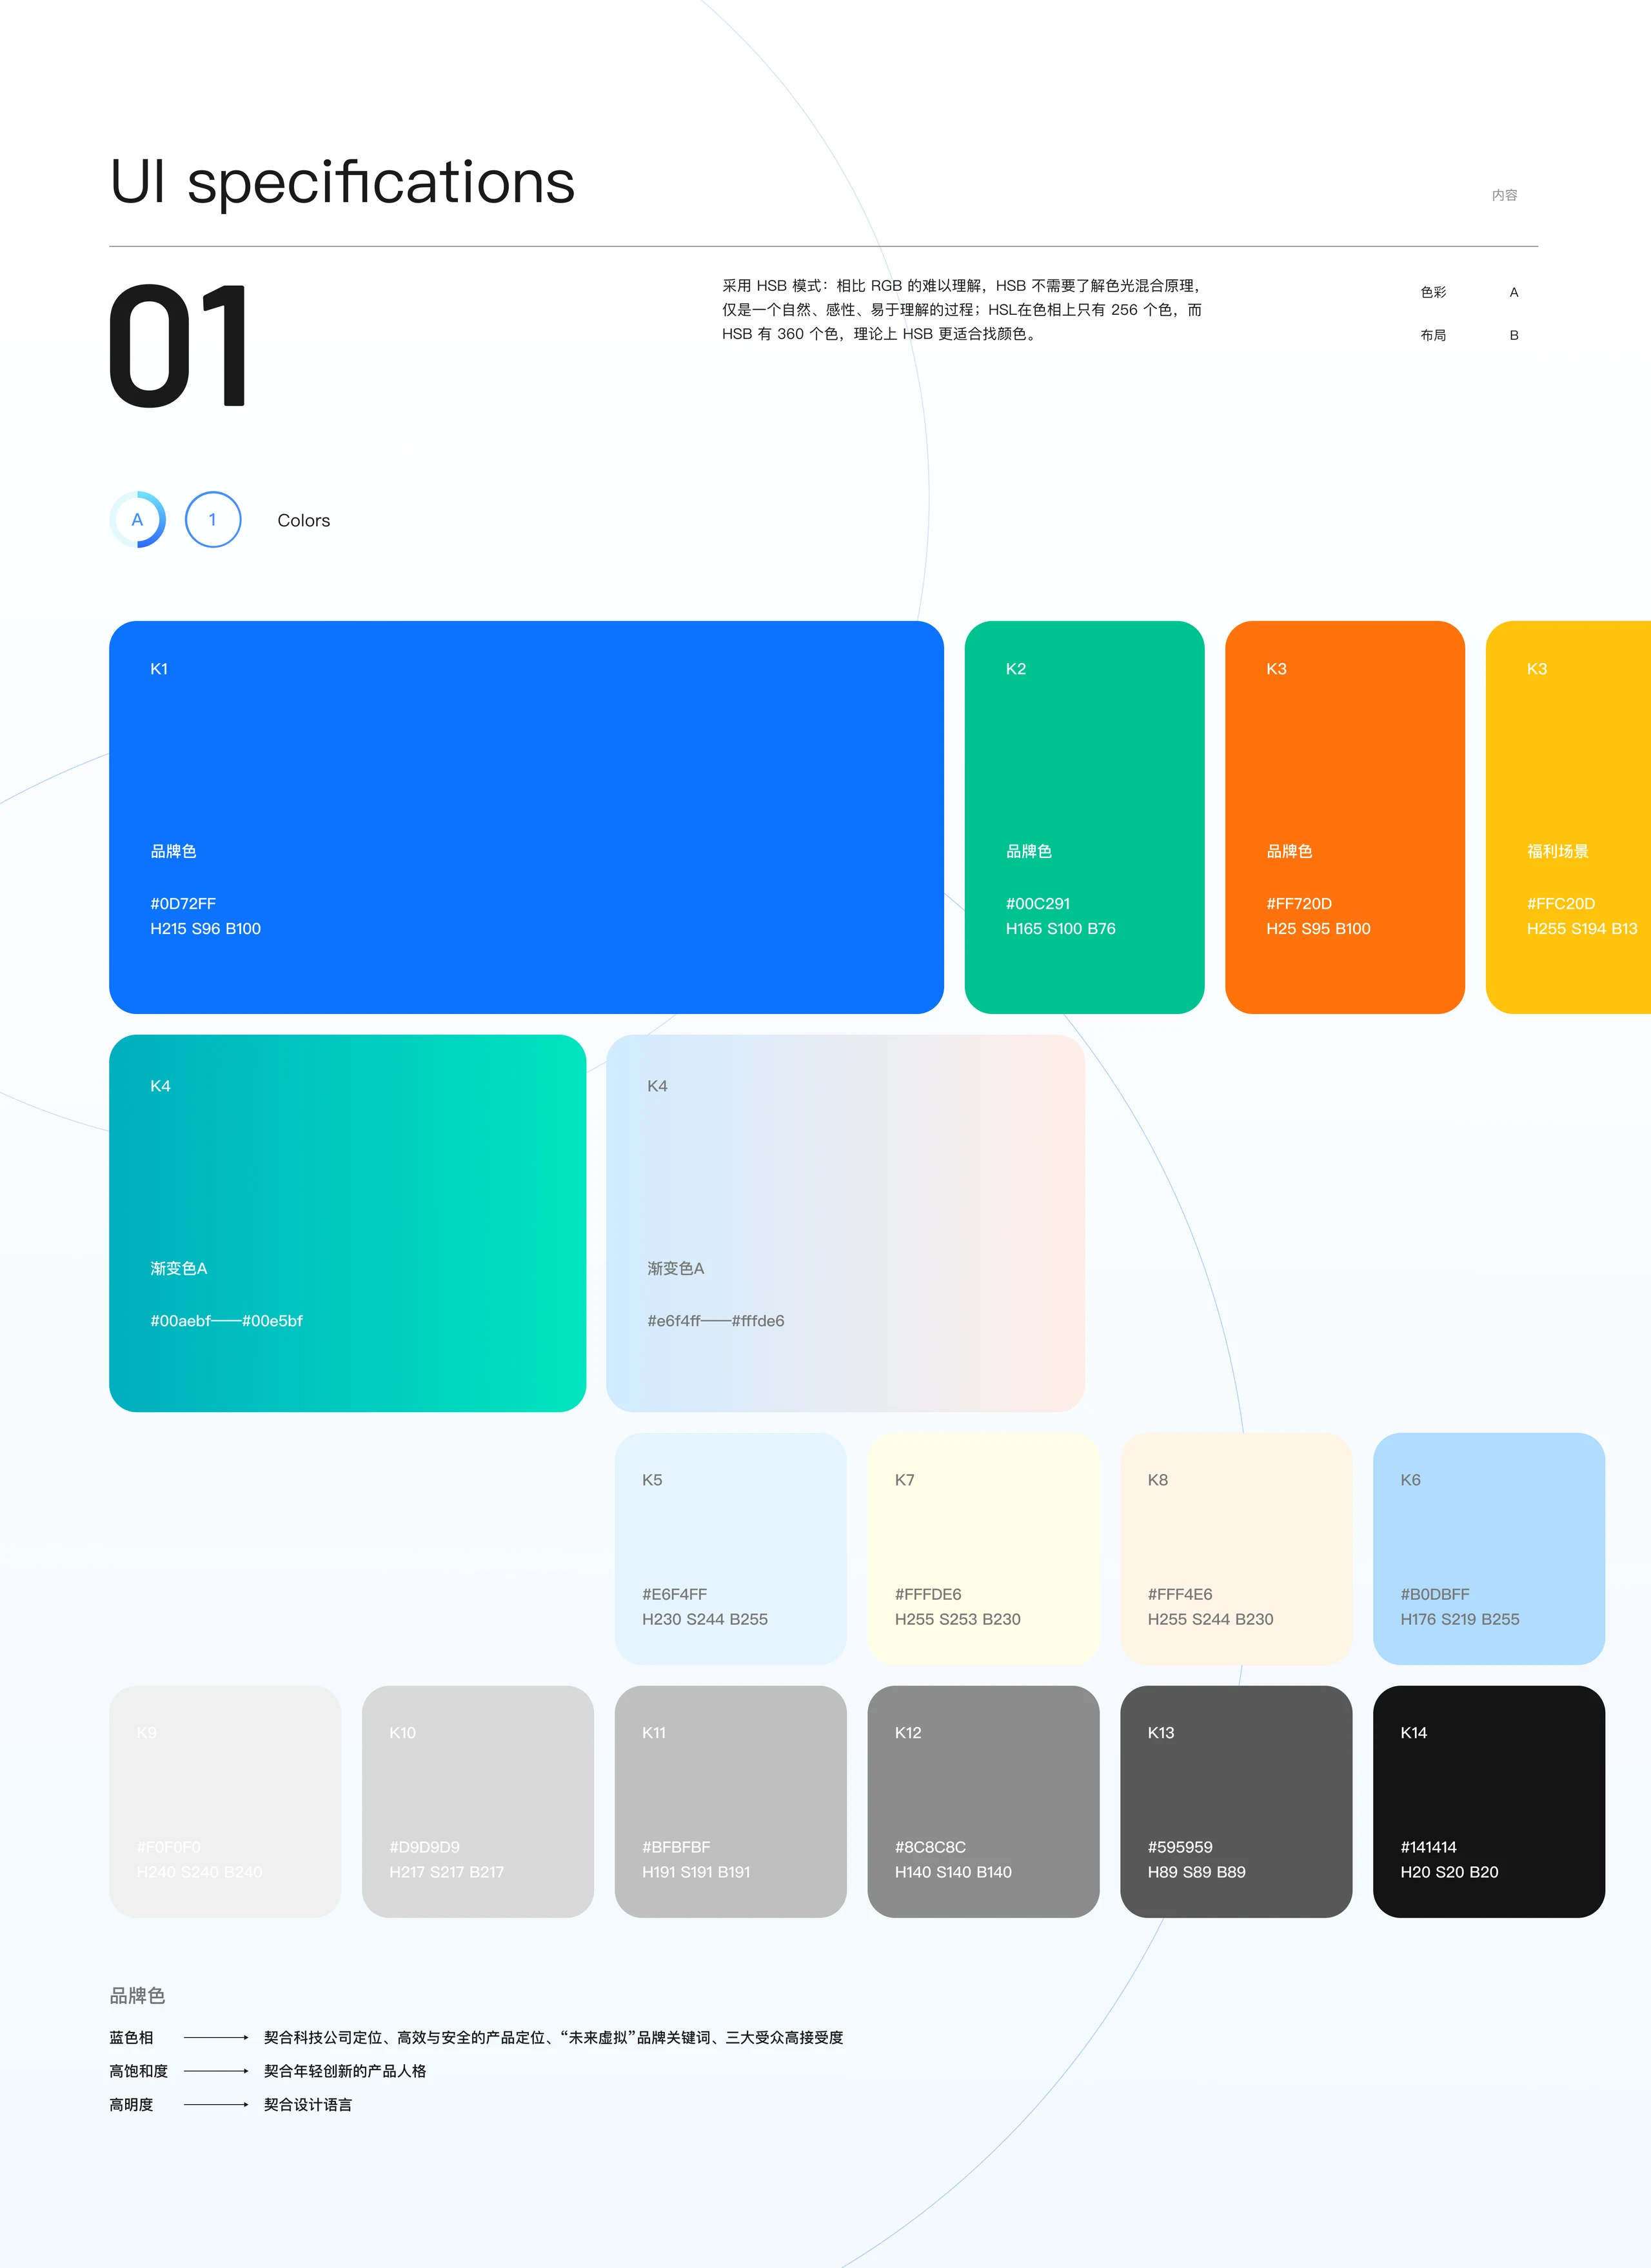 UI specifications
内容
01
采用 HSB 模式：相比 RGB 的难以理解，HSB 不需要了解色光混合原理，
仅是一个自然、感性、易于理解的过程；HSL在色相上只有 256 个色，而
HSB 有 360 个色，理论上 HSB 更适合找颜色。
色彩 A
布局 B
A 1 Colors
K1
品牌色
#0D72FF
H215 S96 B100
K2
品牌色
#00C291
H165 S100 B76
K3
品牌色
#FF720D
H25 S95 B100
K3
福利场景
#FFC20D
H255 S194 B13
K4
渐变色A
#00aebf——#00e5bf
K4
渐变色A
#e6f4ff——#fffde6
K5
#E6F4FF
H230 S244 B255
K7
#FFFDE6
H255 S253 B230
K8
#FFF4E6
H255 S244 B230
K6
#B0DBFF
H176 S219 B255
K9
#F0F0F0
H240 S240 B240
K10
#D9D9D9
H217 S217 B217
K11
#BFBFBF
H191 S191 B191
K12
#8C8C8C
H140 S140 B140
K13
#595959
H89 S89 B89
K14
#141414
H20 S20 B20
品牌色
蓝色相 契合科技公司定位、高效与安全的产品定位、“未来虚拟”品牌关键词、三大受众高接受度
高饱和度 契合年轻创新的产品人格
高明度 契合设计语言